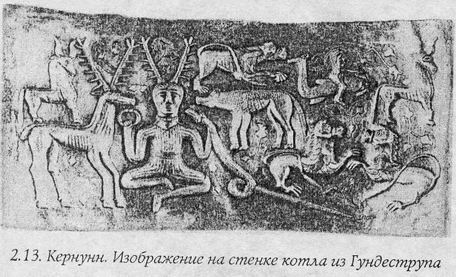 2.13. Кернунн. Изображение на стенке котла из Гундеструпа